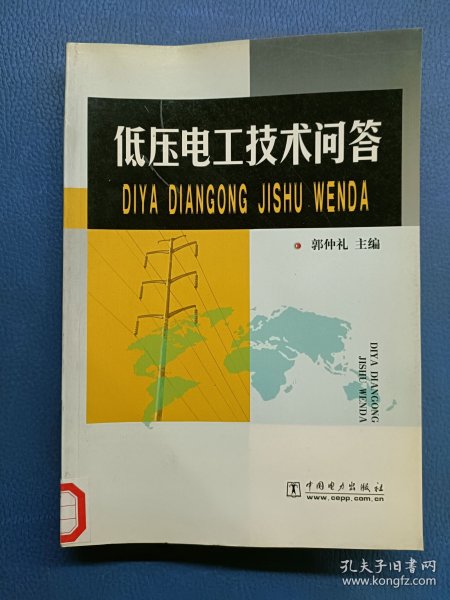 低压电工技术问答
DIYA DIANGONG JISHU WENDA
郭仲礼 主编
DIYA DIANGONG
JISHU WENDA
中国电力出版社
www.cepp.com.cn
孔夫子旧书网
www.kongfz.com